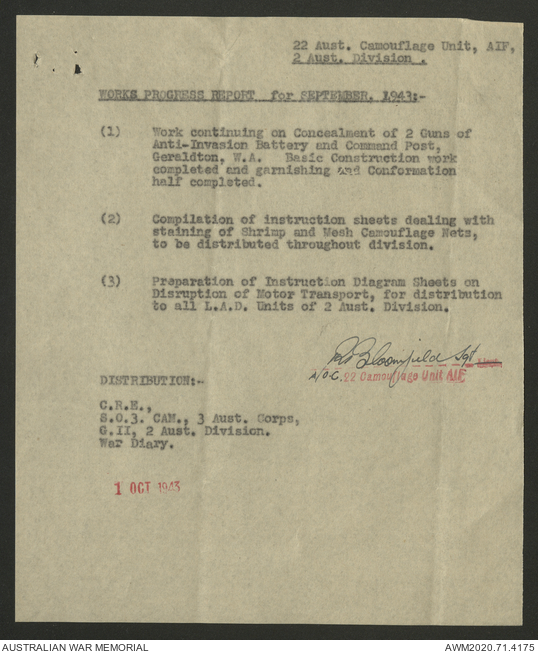 22 Aust. Camouflage Unit, AIF,
2 Aust. Division .
WORKS PROGRESS REPORT for SEPTEMBER. 1943:-
(1) Work continuing on Concealment of 2 Guns of
Anti-Invasion Battery and Command Post,
Geraldton, W.A. Basic Construction work
completed and garnishing and Conformation
half completed.
(2) Compilation of instruction sheets dealing with
staining of Shrimp and Mesh Camouflage Nets,
to be distributed throughout division.
(3) Preparation of Instruction Diagram Sheets on
Disruption of Motor Transport, for distribution
to all L.A.D. Units of 2 Aust. Division.
Bloomfield Sgt
A/O.C. 22 Camouflage Unit AIF
DISTRIBUTION:-
C.R.E.,
S.O.3. CAM., 3 Aust. Corps,
G.II, 2 Aust. Division.
War Diary.
1 OCT 1943
AUSTRALIAN WAR MEMORIAL
AWM2020.71.4175